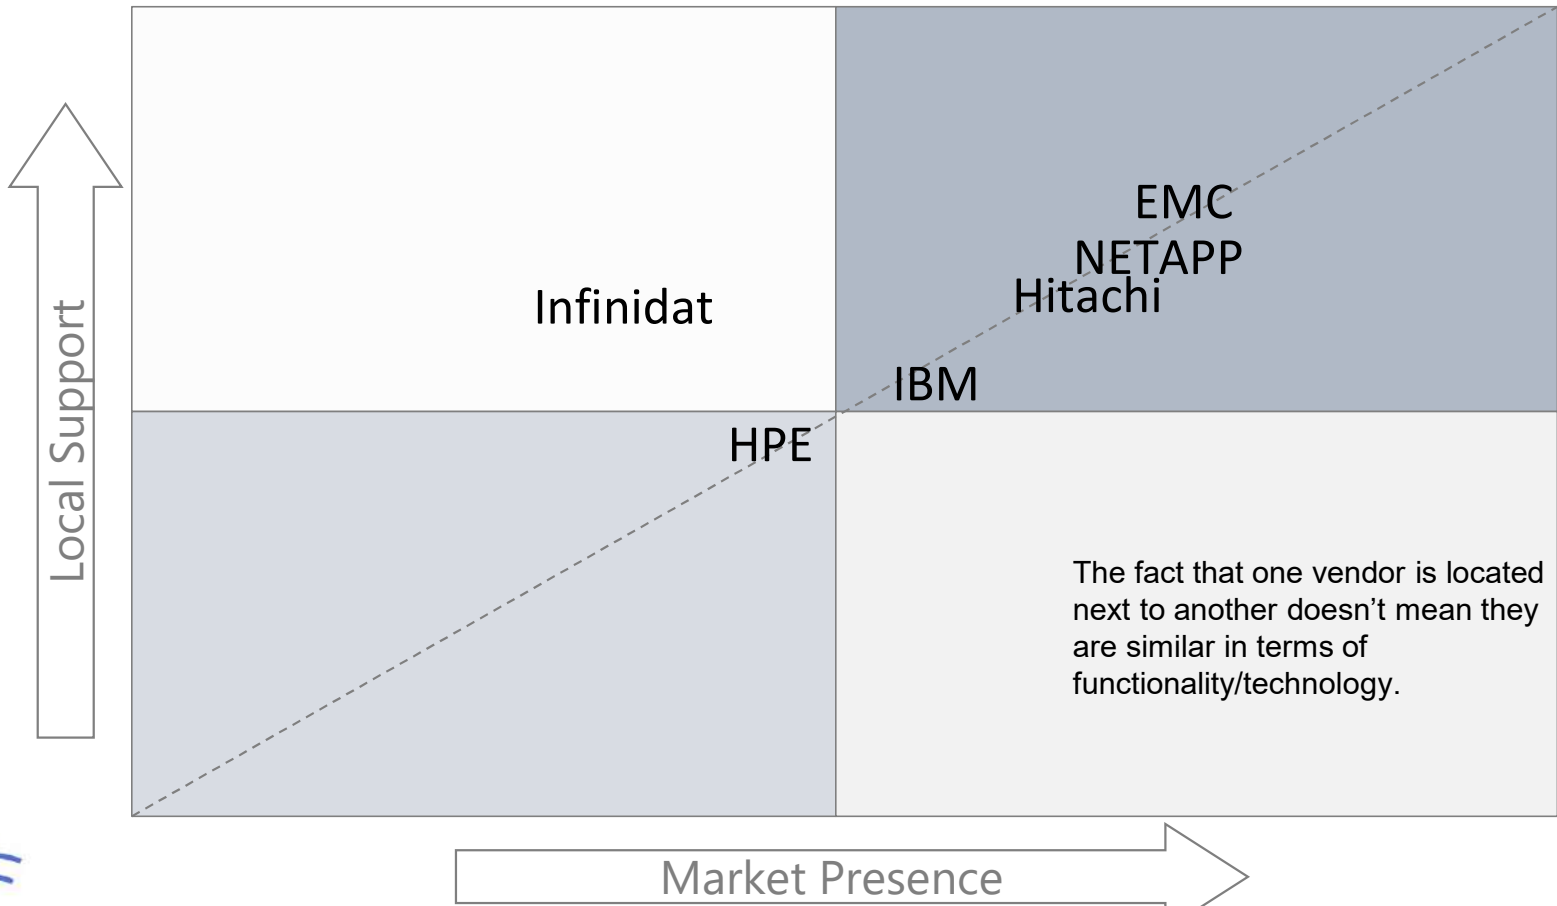 EMC
NETAPP
Hitachi
Infinidat
IBM
HPE
Local Support
The fact that one vendor is located
next to another doesn’t mean they
are similar in terms of
functionality/technology.
Market Presence